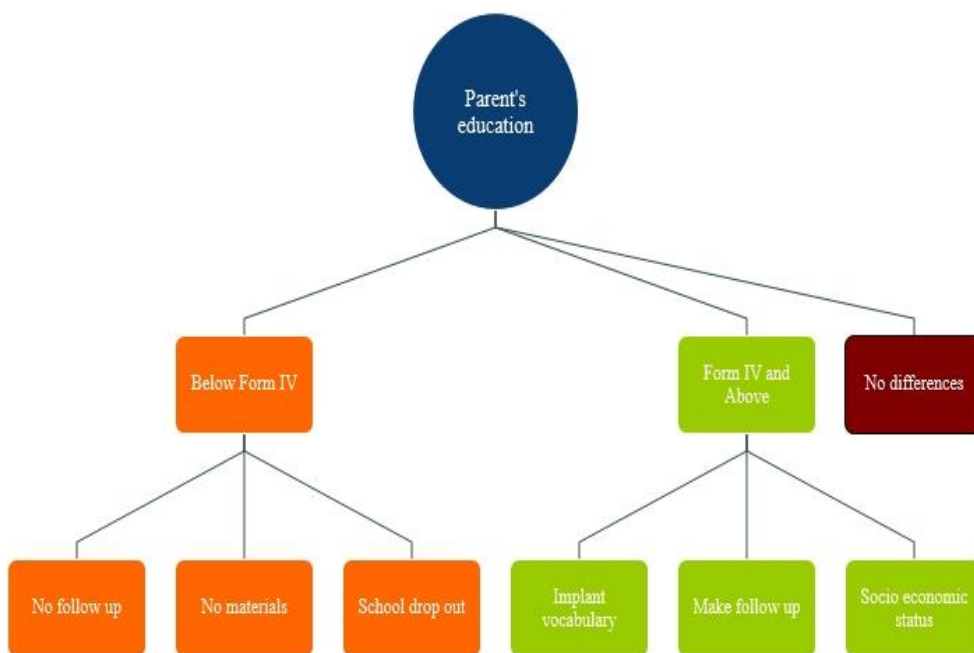 Parent's
education
Below Form IV
Form IV and
Above
No differences
No follow up
No materials
School drop out
Implant
vocabulary
Make follow up
Socio economic
status